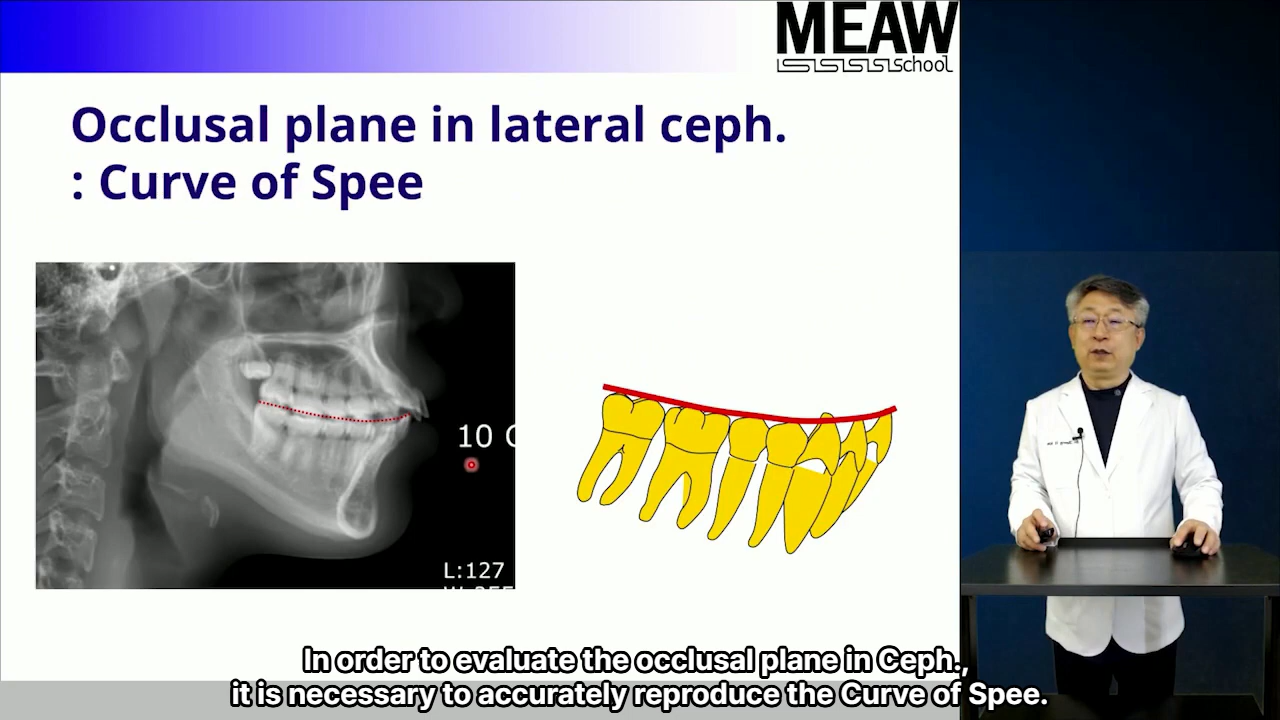 MEAW
school
Occlusal plane in lateral ceph.
: Curve of Spee
10
L:127
In order to evaluate the occlusal plane in Ceph.,
it is necessary to accurately reproduce the Curve of Spee.